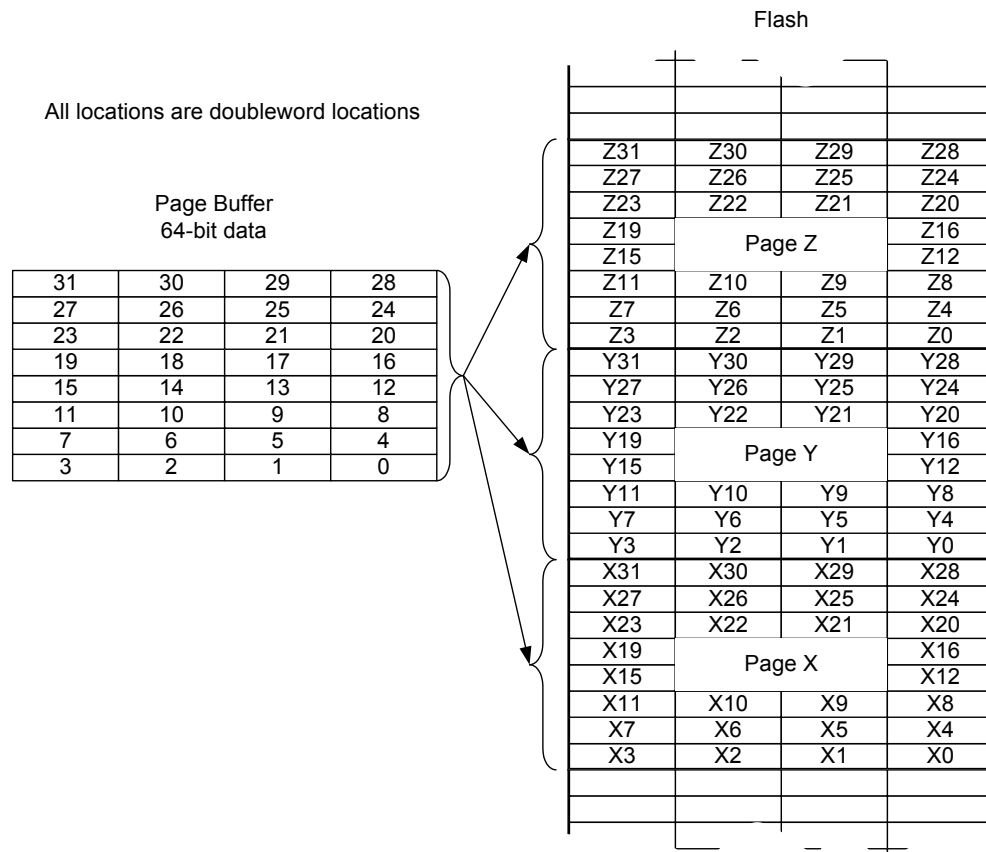 Flash
All locations are doubleword locations
Page Buffer
64-bit data
31 30 29 28
27 26 25 24
23 22 21 20
19 18 17 16
15 14 13 12
11 10 9 8
7 6 5 4
3 2 1 0
Z31 Z30 Z29 Z28
Z27 Z26 Z25 Z24
Z23 Z22 Z21 Z20
Z19 Z16
Page Z
Z15 Z12
Z11 Z10 Z9 Z8
Z7 Z6 Z5 Z4
Z3 Z2 Z1 Z0
Y31 Y30 Y29 Y28
Y27 Y26 Y25 Y24
Y23 Y22 Y21 Y20
Y19 Y16
Page Y
Y15 Y12
Y11 Y10 Y9 Y8
Y7 Y6 Y5 Y4
Y3 Y2 Y1 Y0
X31 X30 X29 X28
X27 X26 X25 X24
X23 X22 X21 X20
X19 X16
Page X
X15 X12
X11 X10 X9 X8
X7 X6 X5 X4
X3 X2 X1 X0